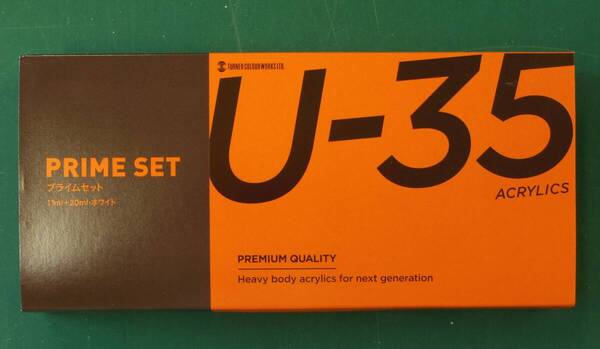 TURNER COLOUR WORKS LTD.
U-35
ACRYLICS
PRIME SET
プライムセット
11ml+20ml・ホワイト
PREMIUM QUALITY
Heavy body acrylics for next generation